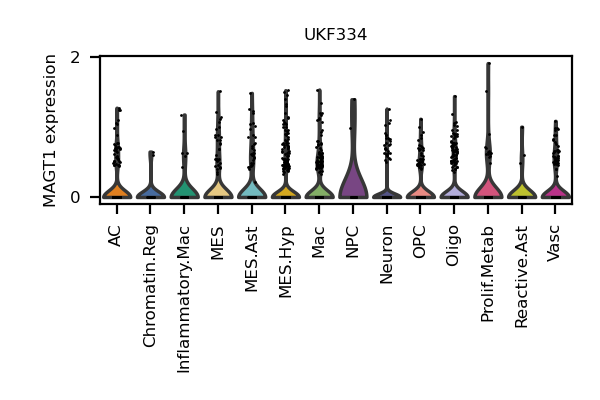 UKF334
MAGT1 expression
2
0
AC
Chromatin.Reg
Inflammatory.Mac
MES
MES.Ast
MES.Hyp
Mac
NPC
Neuron
OPC
Oligo
Prolif.Metab
Reactive.Ast
Vasc